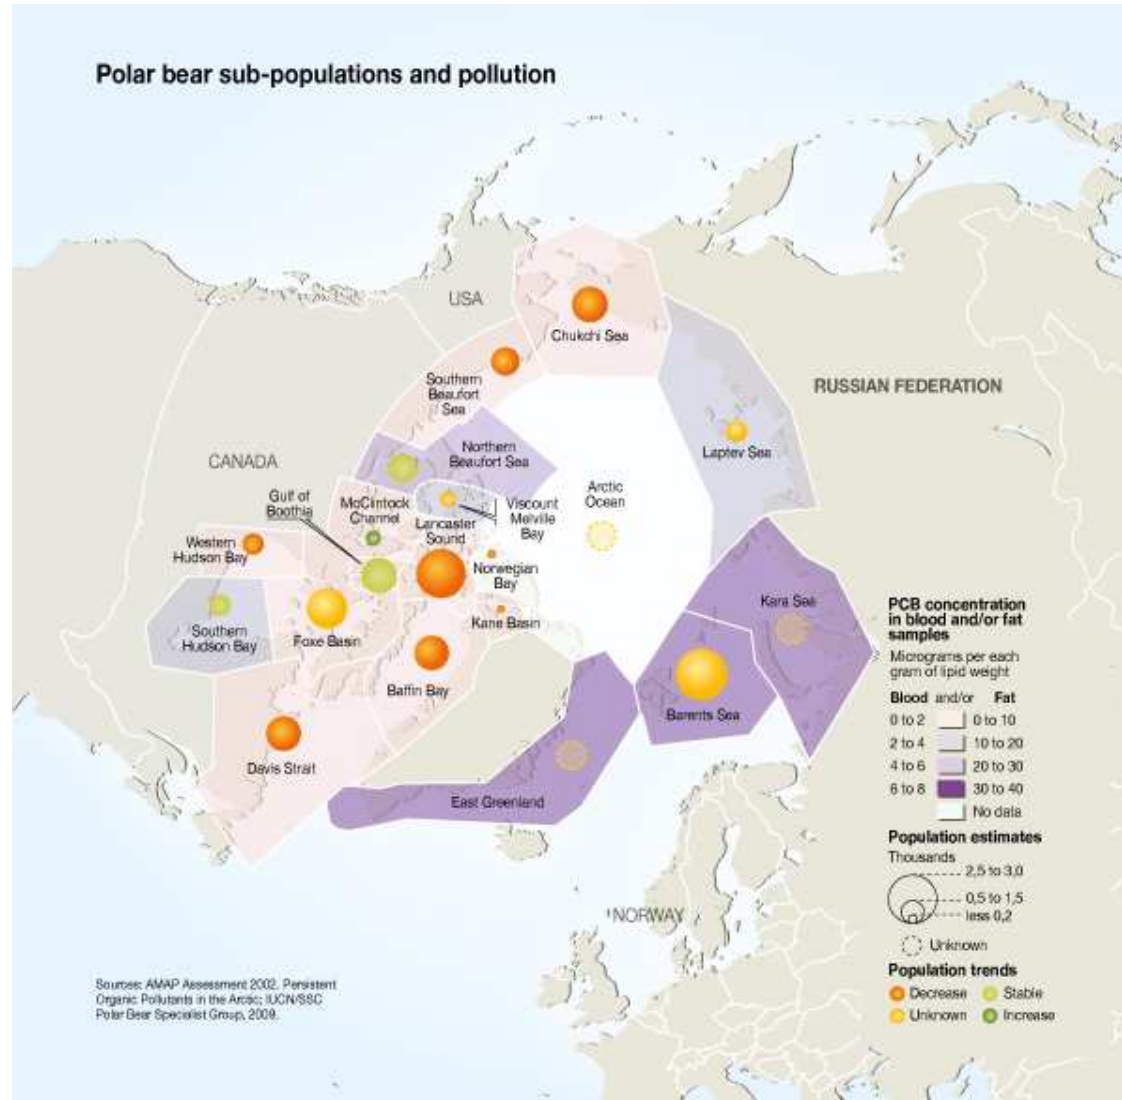 Polar bear sub-populations and pollution
USA
Chukchi Sea
Southern
Beaufort
Sea
RUSSIAN FEDERATION
Northern
Beaufort Sea
Laptev Sea
CANADA
Gulf of
Boothia
McClintock
Channel
Lancaster
Sound
Viscount
Melville
Bay
Arctic
Ocean
Western
Hudson Bay
Norwegian
Bay
Kane Basin
Kara Sea
Southern
Hudson Bay
Foxe Basin
Baffin Bay
Barents Sea
Davis Strait
East Greenland
NORWAY
PCB concentration
in blood and/or fat
samples
Micrograms per each
gram of lipid weight
Blood and/or Fat
0 to 2 0 to 10
2 to 4 10 to 20
4 to 6 20 to 30
6 to 8 30 to 40
No data
Population estimates
Thousands
2,5 to 3,0
0,5 to 1,5
less 0,2
Unknown
Population trends
Decrease Stable
Unknown Increase
Sources: AMAP Assessment 2002. Persistent
Organic Pollutants in the Arctic; IUCN/SSC
Polar Bear Specialist Group, 2009.